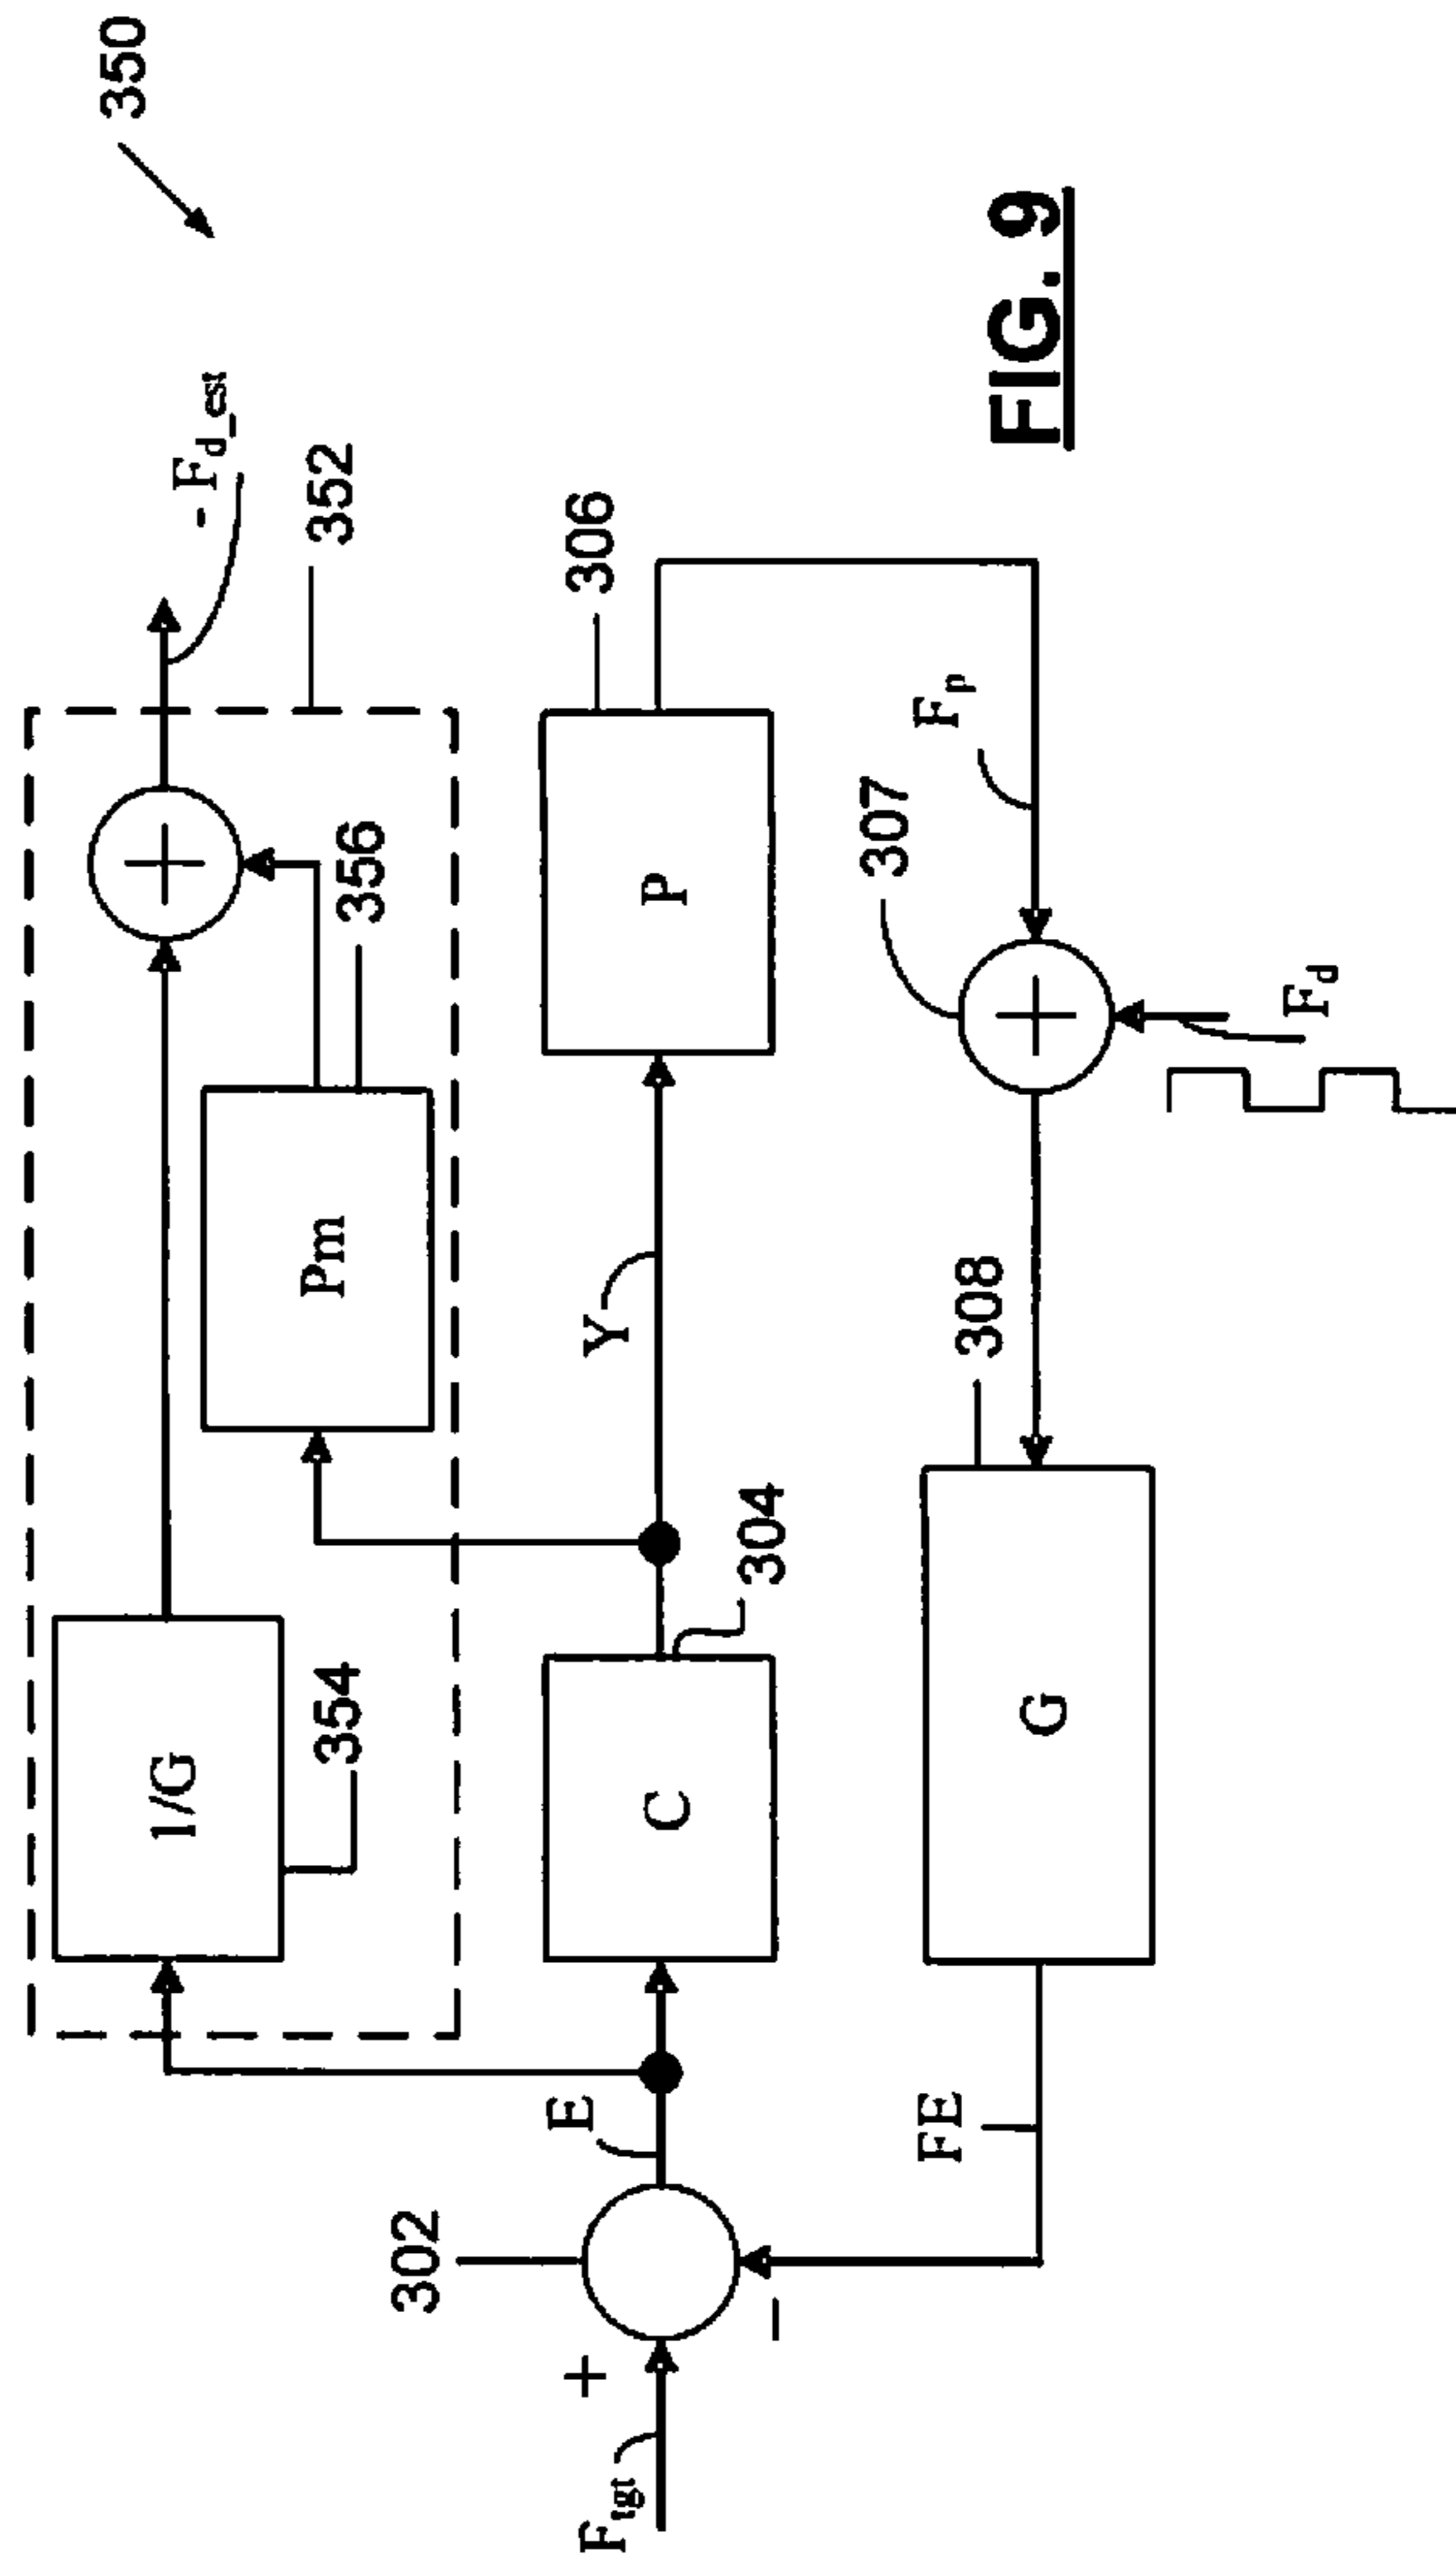 350
- F_d_est
352
1/G
354
Pm
356
302
F_tgt
+
-
E
C
304
Y
P
306
F_p
307
+
+
F_d
308
G
FE
FIG. 9